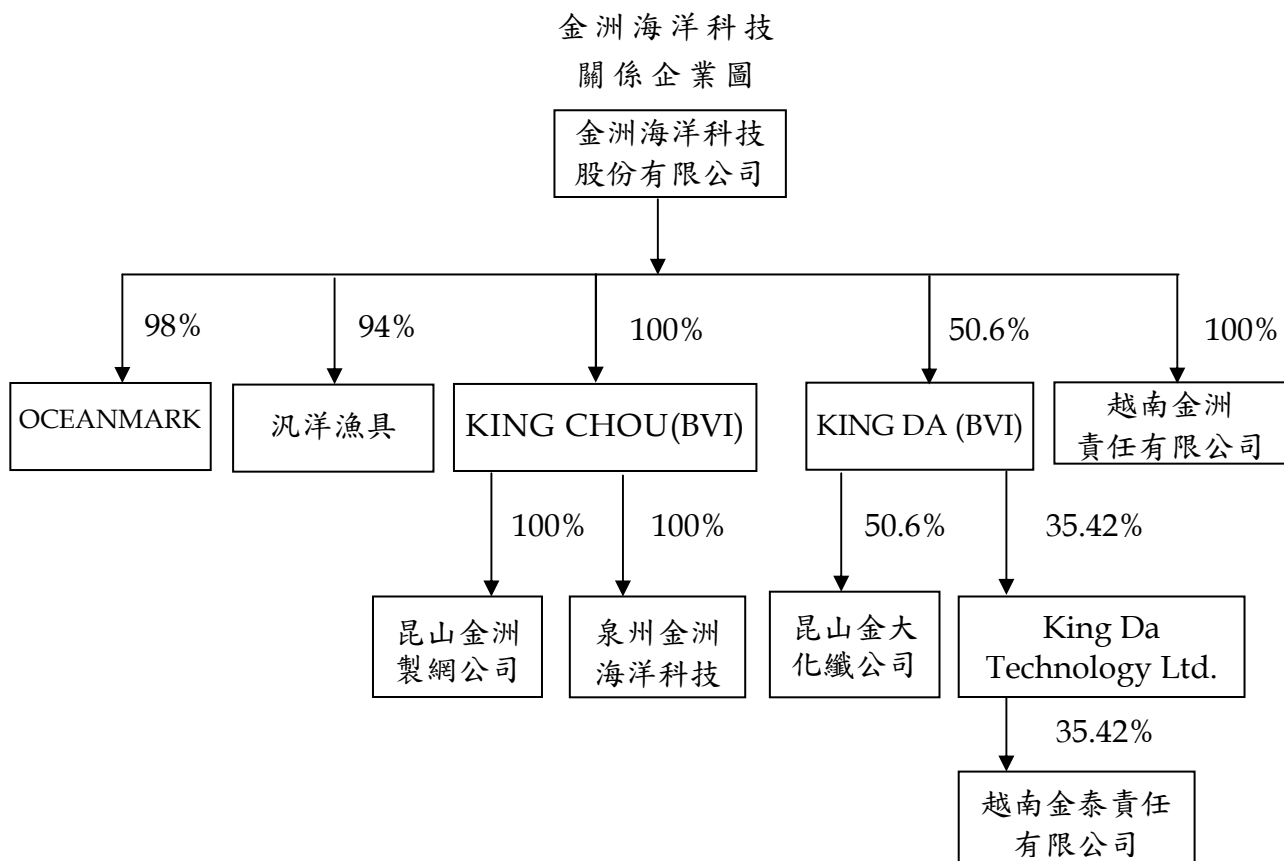 金洲海洋科技
關係企業圖
金洲海洋科技
股份有限公司
98%
94%
100%
50.6%
100%
OCEANMARK
汎洋漁具
KING CHOU(BVI)
KING DA (BVI)
越南金洲
責任有限公司
100%
100%
50.6%
35.42%
昆山金洲
製網公司
泉州金洲
海洋科技
昆山金大
化纖公司
King Da
Technology Ltd.
35.42%
越南金泰責任
有限公司